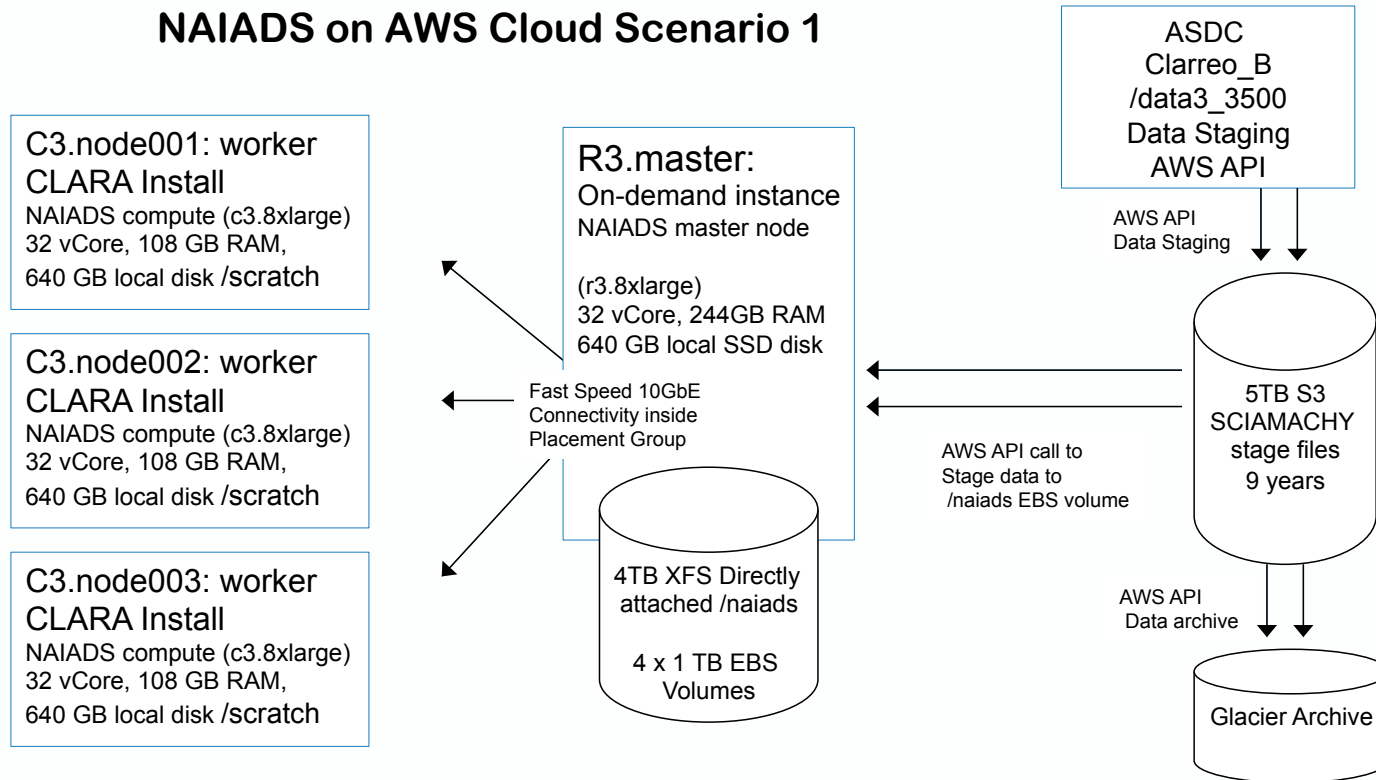 NAIADS on AWS Cloud Scenario 1
C3.node001: worker
CLARA Install
NAIADS compute (c3.8xlarge)
32 vCore, 108 GB RAM,
640 GB local disk /scratch
C3.node002: worker
CLARA Install
NAIADS compute (c3.8xlarge)
32 vCore, 108 GB RAM,
640 GB local disk /scratch
C3.node003: worker
CLARA Install
NAIADS compute (c3.8xlarge)
32 vCore, 108 GB RAM,
640 GB local disk /scratch
R3.master:
On-demand instance
NAIADS master node
(r3.8xlarge)
32 vCore, 244GB RAM
640 GB local SSD disk
Fast Speed 10GbE
Connectivity inside
Placement Group
4TB XFS Directly
attached /naiads
4 x 1 TB EBS
Volumes
ASDC
Clarreo_B
/data3_3500
Data Staging
AWS API
AWS API
Data Staging
5TB S3
SCIAMACHY
stage files
9 years
AWS API call to
Stage data to
/naiads EBS volume
AWS API
Data archive
Glacier Archive